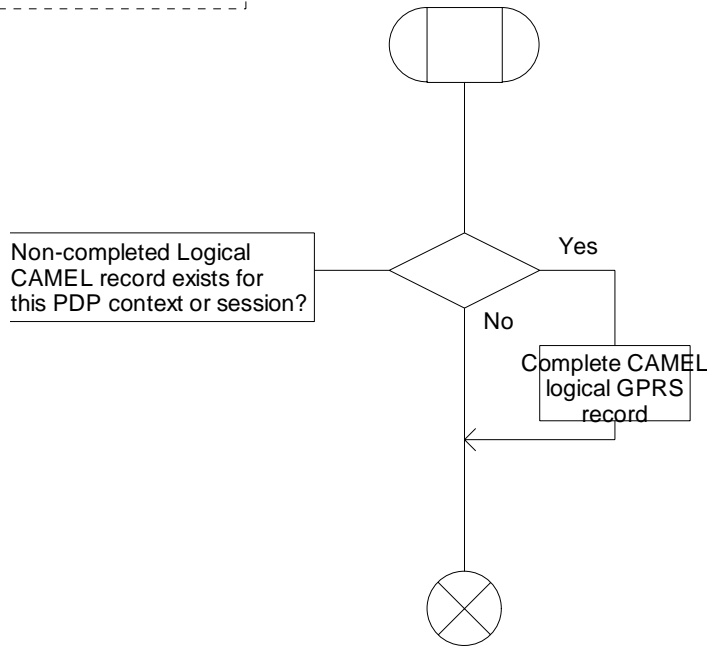 Non-completed Logical
CAMEL record exists for
this PDP context or session?
Yes
No
Complete CAMEL
logical GPRS
record